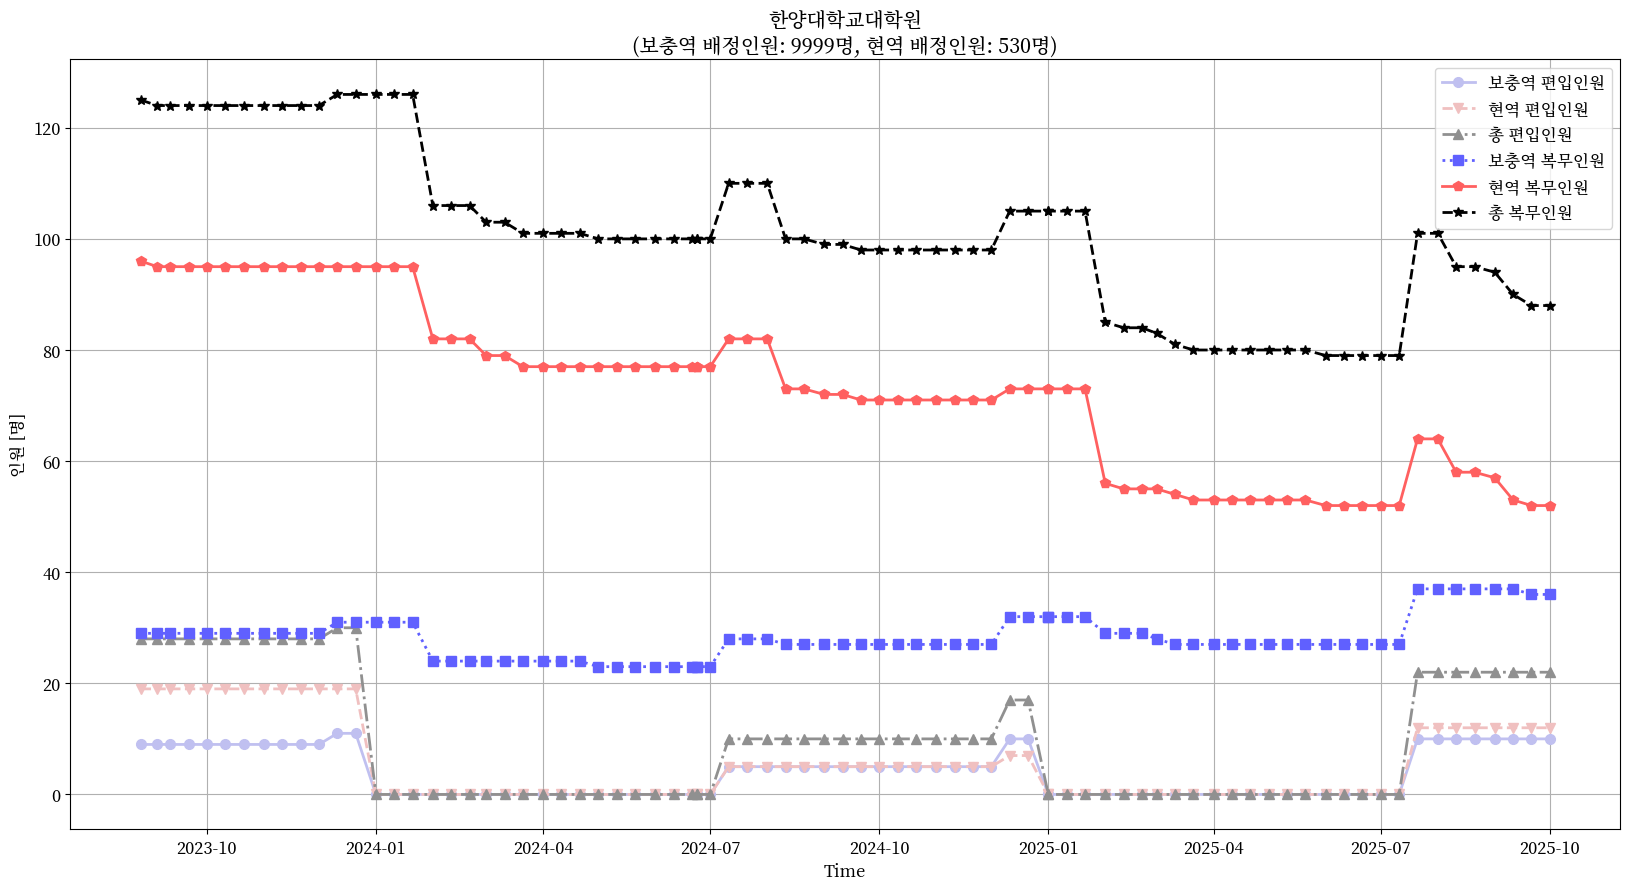 한양대학교대학원
(보충역 배정인원: 9999명, 현역 배정인원: 530명)
보충역 편입인원
현역 편입인원
총 편입인원
보충역 복무인원
현역 복무인원
총 복무인원
인원 [명]
120
100
80
60
40
20
0
2023-10
2024-01
2024-04
2024-07
2024-10
2025-01
2025-04
2025-07
2025-10
Time